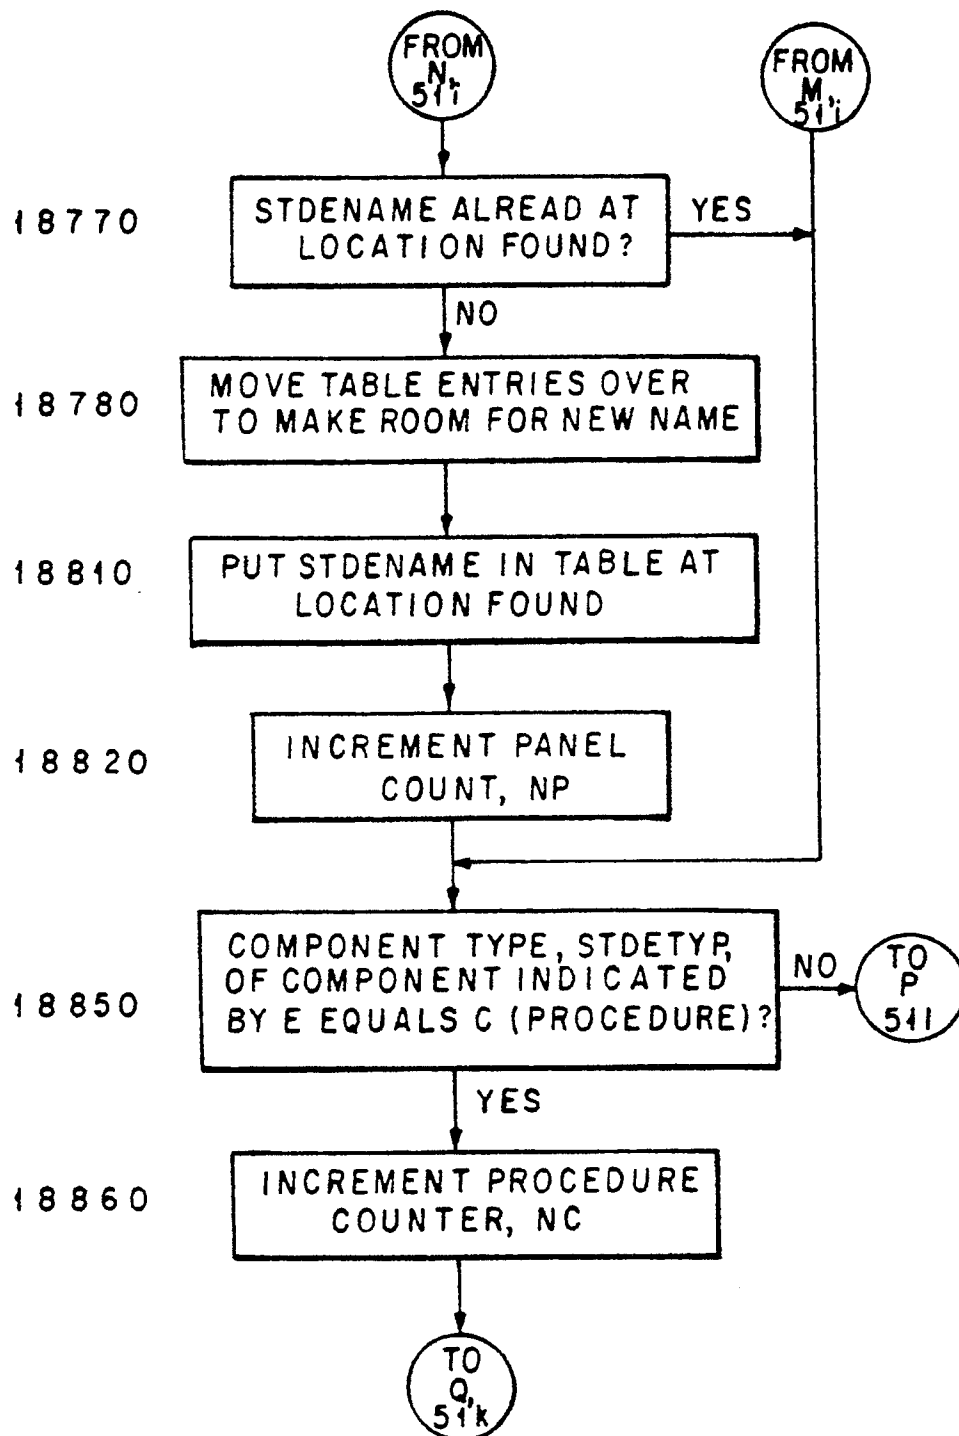 FROM
N,
51i
FROM
M,
51i
18770
STDENAME ALREAD AT
LOCATION FOUND?
YES
NO
18780
MOVE TABLE ENTRIES OVER
TO MAKE ROOM FOR NEW NAME
18810
PUT STDENAME IN TABLE AT
LOCATION FOUND
18820
INCREMENT PANEL
COUNT, NP
18850
COMPONENT TYPE, STDETYP,
OF COMPONENT INDICATED
BY E EQUALS C (PROCEDURE)?
NO
TO
P
51l
YES
18860
INCREMENT PROCEDURE
COUNTER, NC
TO
Q,
51k